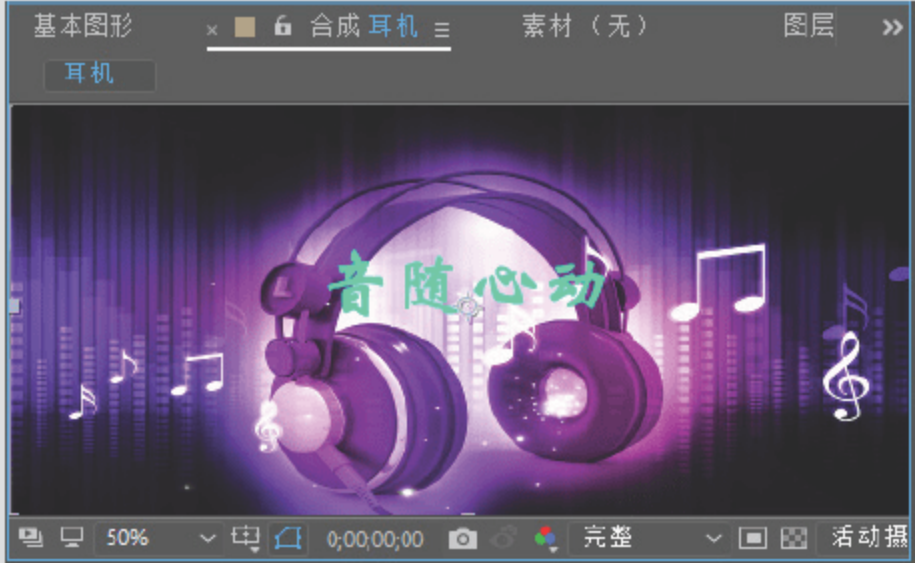 基本图形 × 合成 耳机 ≡ 素材（无） 图层 »
耳机
音随心动
50% 0;00;00;00 完整 活动摄